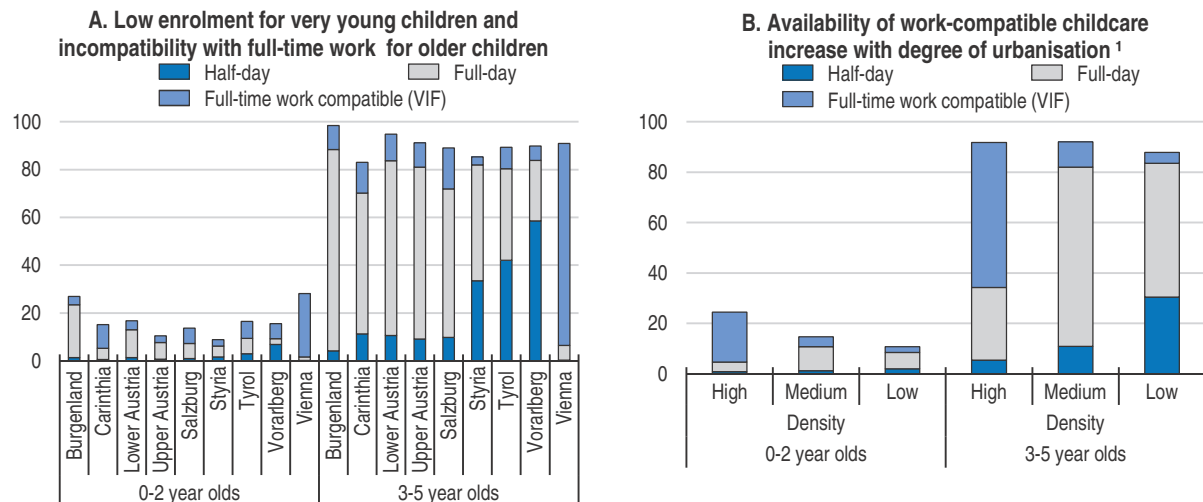 A. Low enrolment for very young children and
incompatibility with full-time work for older children
Half-day
Full-day
Full-time work compatible (VIF)
100
80
60
40
20
0
Burgenland
Carinthia
Lower Austria
Upper Austria
Salzburg
Styria
Tyrol
Vorarlberg
Vienna
Burgenland
Carinthia
Lower Austria
Upper Austria
Salzburg
Styria
Tyrol
Vorarlberg
Vienna
0-2 year olds
3-5 year olds
B. Availability of work-compatible childcare
increase with degree of urbanisation ¹
Half-day
Full-day
Full-time work compatible (VIF)
100
80
60
40
20
0
High
Medium
Low
High
Medium
Low
Density
Density
0-2 year olds
3-5 year olds